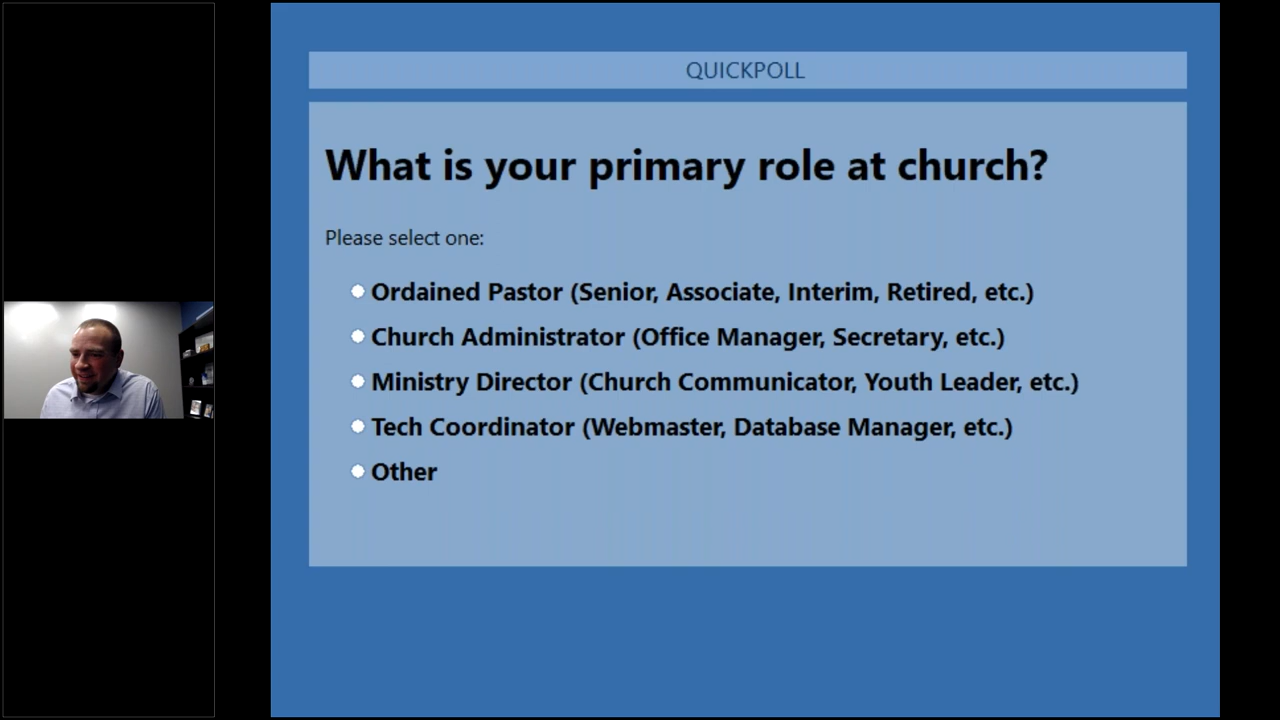 QUICKPOLL
What is your primary role at church?
Please select one:
Ordained Pastor (Senior, Associate, Interim, Retired, etc.)
Church Administrator (Office Manager, Secretary, etc.)
Ministry Director (Church Communicator, Youth Leader, etc.)
Tech Coordinator (Webmaster, Database Manager, etc.)
Other